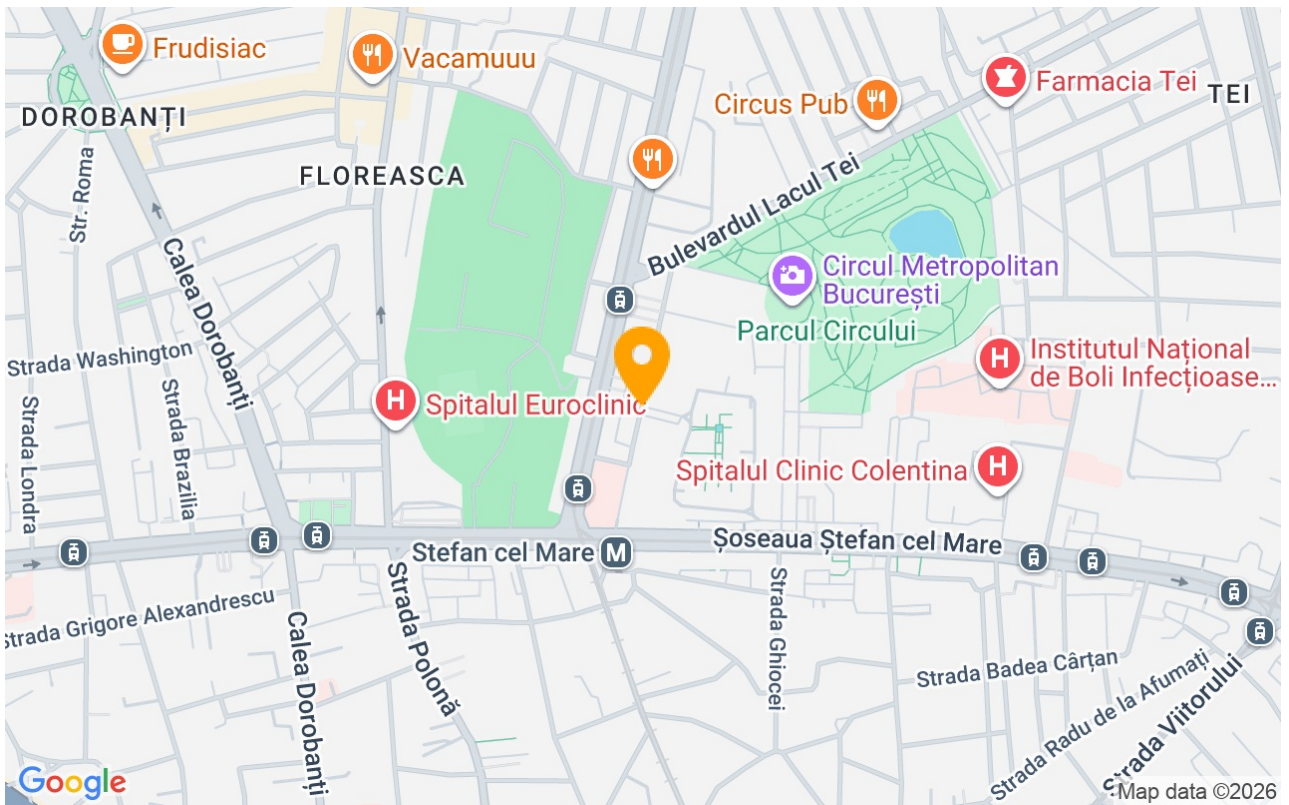 Frudisiac
Vacamuuu
Farmacia Tei
TEI
Circus Pub
DOROBANȚI
FLOREASCA
Str. Roma
Bulevardul Lacul Tei
Calea Dorobanți
Circul Metropolitan
București
Parcul Circului
Strada Washington
Institutul Național
de Boli Infecțioase...
Spitalul Euroclinic
H
H
H
Strada Londra
Strada Brazilia
Spitalul Clinic Colentina
Ștefan cel Mare
M
Șoseaua Ștefan cel Mare
Strada Grigore Alexandrescu
Calea Dorobanți
Strada Polonă
Strada Ghiocei
Strada Badea Cârțan
Strada Radu de la Afumați
Strada Viitorului
Google
Map data ©2026